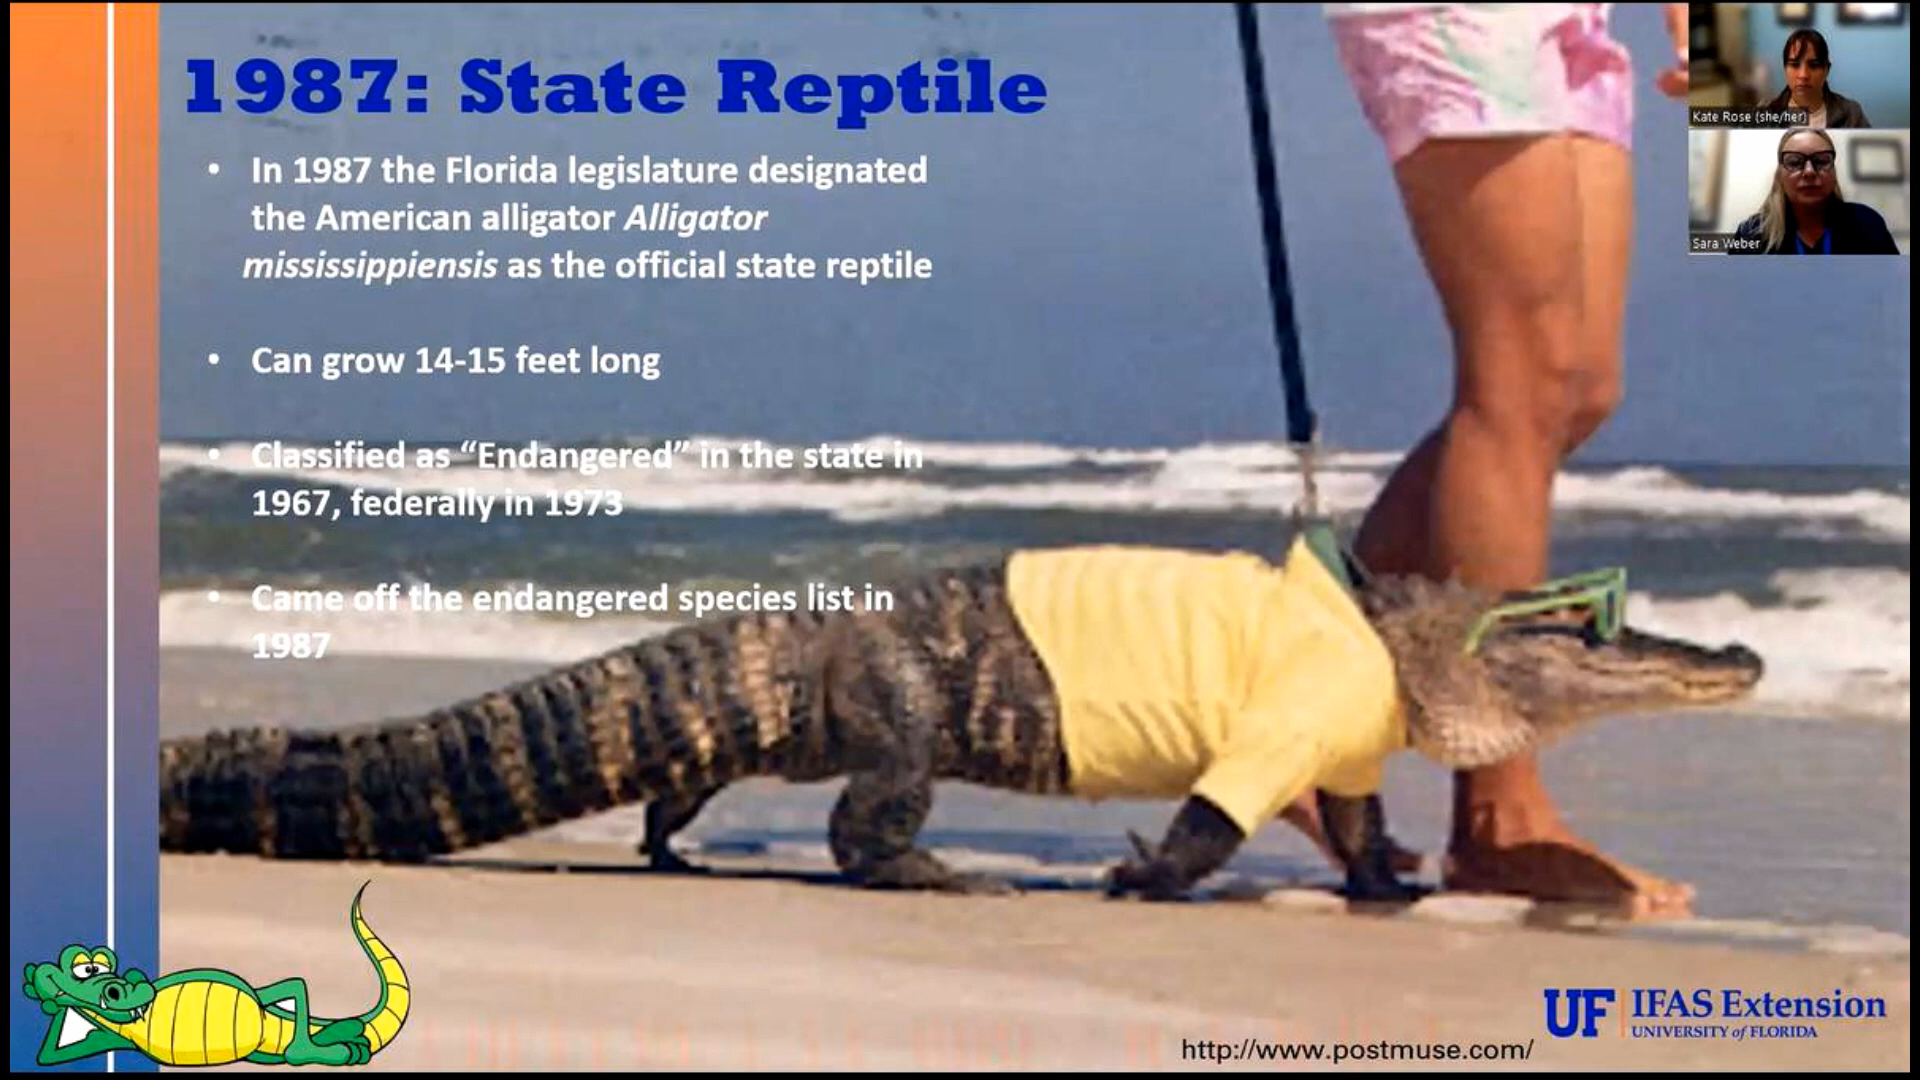 1987: State Reptile
• In 1987 the Florida legislature designated
the American alligator Alligator
mississippiensis as the official state reptile
• Can grow 14-15 feet long
• Classified as “Endangered” in the state in
1967, federally in 1973
• Came off the endangered species list in
1987
Kate Rose (she/her)
Sara Weber
http://www.postmuse.com/
UF IFAS Extension
UNIVERSITY of FLORIDA